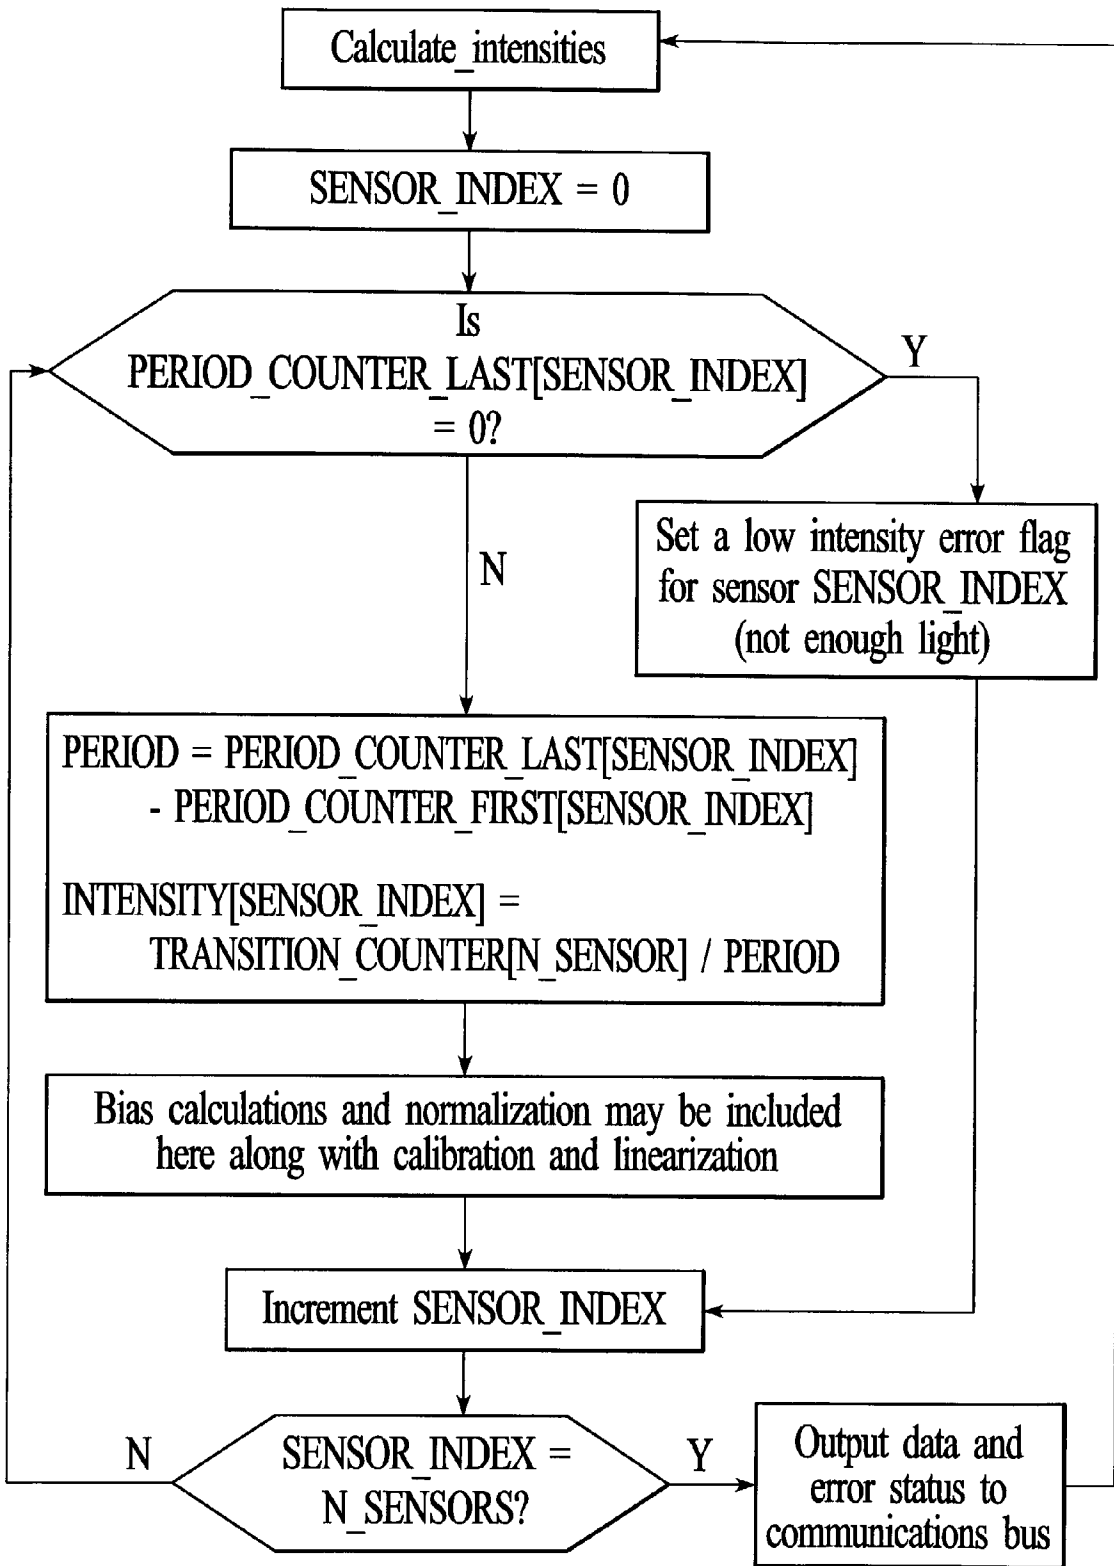 Calculate_intensities
SENSOR_INDEX = 0
Is
PERIOD_COUNTER_LAST[SENSOR_INDEX]
= 0?
Y
Set a low intensity error flag
for sensor SENSOR_INDEX
(not enough light)
N
PERIOD = PERIOD_COUNTER_LAST[SENSOR_INDEX]
- PERIOD_COUNTER_FIRST[SENSOR_INDEX]
INTENSITY[SENSOR_INDEX] =
TRANSITION_COUNTER[N_SENSOR] / PERIOD
Bias calculations and normalization may be included
here along with calibration and linearization
Increment SENSOR_INDEX
N
SENSOR_INDEX =
N_SENSORS?
Y
Output data and
error status to
communications bus